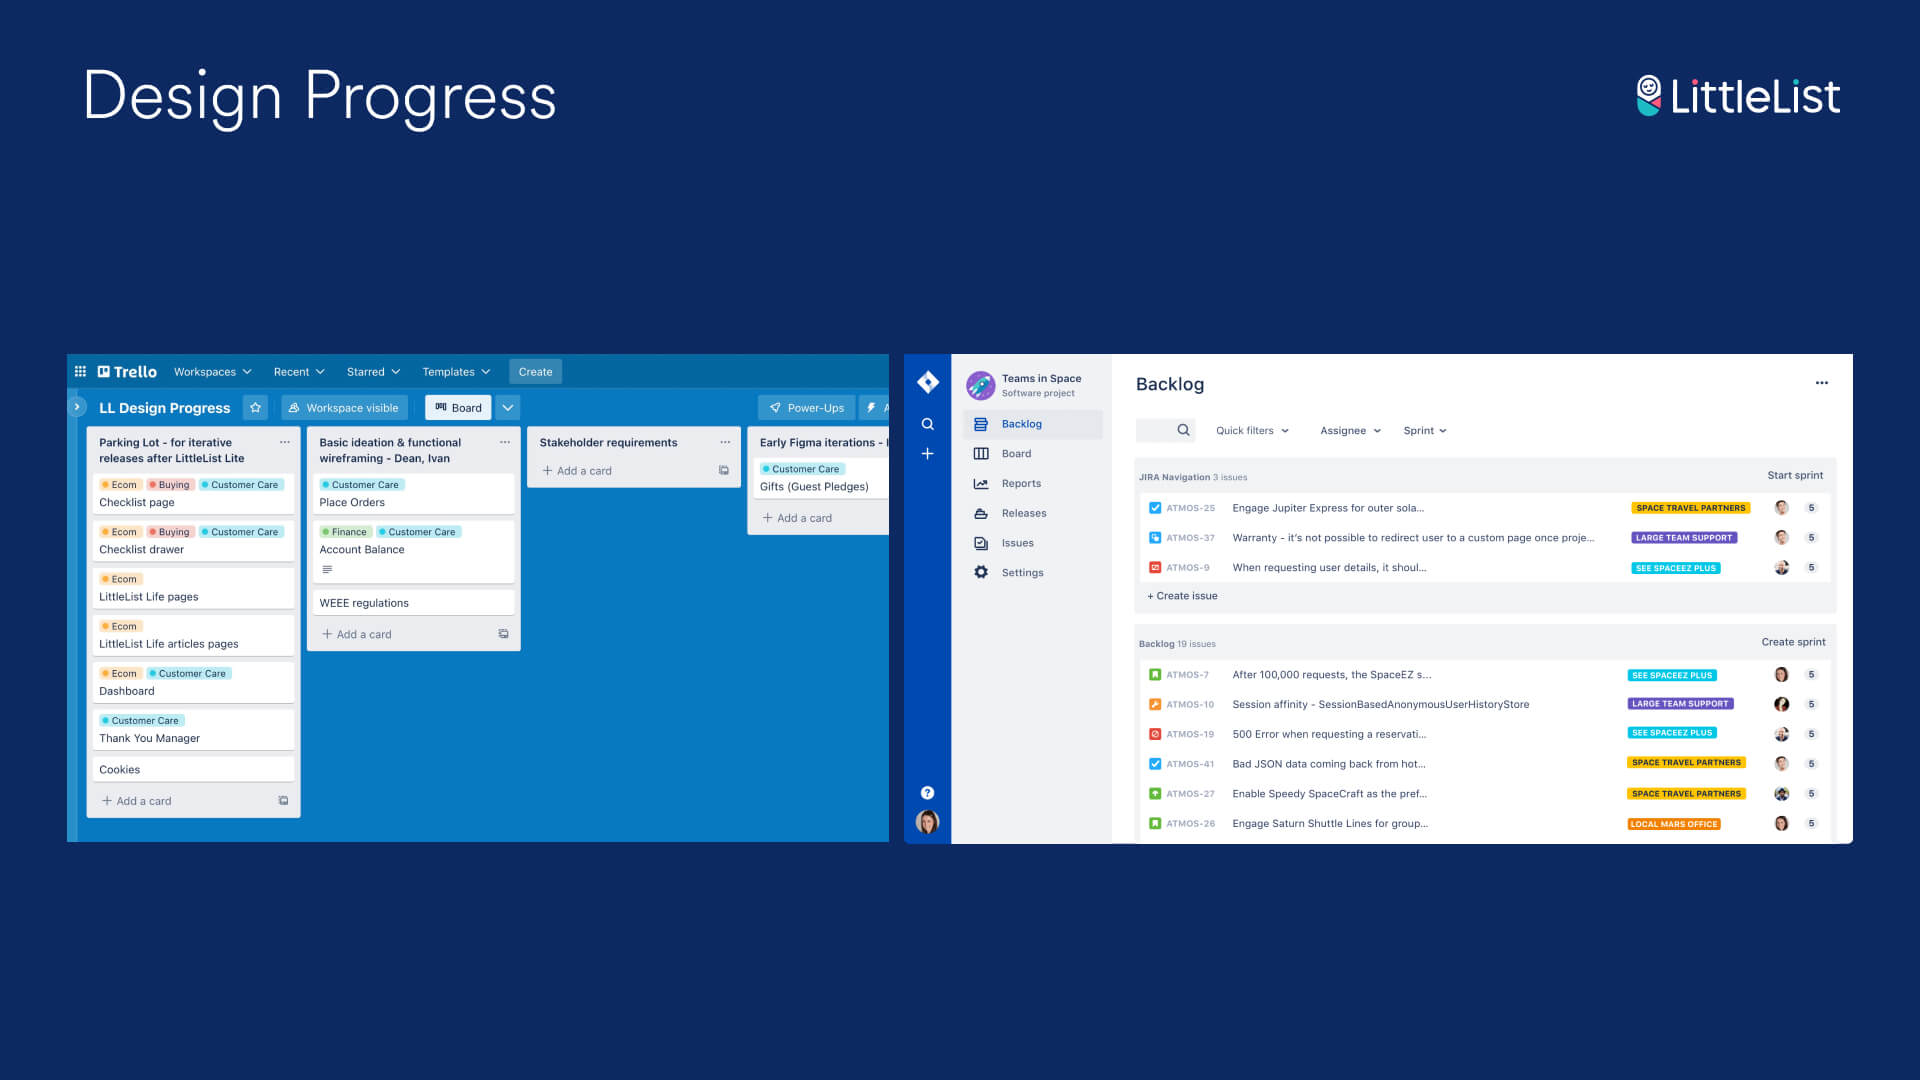 Design Progress
LittleList
Trello
Workspaces
Recent
Starred
Templates
Create
LL Design Progress
Workspace visible
Board
Power-Ups
Parking Lot - for iterative
releases after LittleList Lite
Ecom Buying Customer Care
Checklist page
Ecom Buying Customer Care
Checklist drawer
Ecom
LittleList Life pages
Ecom
LittleList Life articles pages
Ecom Customer Care
Dashboard
Customer Care
Thank You Manager
Cookies
+ Add a card
Basic ideation & functional
wireframing - Dean, Ivan
Customer Care
Place Orders
Finance Customer Care
Account Balance
WEEE regulations
+ Add a card
Stakeholder requirements
+ Add a card
Early Figma iterations -
Customer Care
Gifts (Guest Pledges)
+ Add a card
Teams in Space
Software project
Backlog
Board
Reports
Releases
Issues
Settings
Backlog
Quick filters
Assignee
Sprint
JIRA Navigation 3 issues
Start sprint
ATMOS-25 Engage Jupiter Express for outer sola... SPACE TRAVEL PARTNERS 5
ATMOS-37 Warranty - it's not possible to redirect user to a custom page once proje... LARGE TEAM SUPPORT 5
ATMOS-9 When requesting user details, it shoul... SEE SPACEEZ PLUS 5
+ Create issue
Backlog 19 issues
Create sprint
ATMOS-7 After 100,000 requests, the SpaceEZ s... SEE SPACEEZ PLUS 5
ATMOS-10 Session affinity - SessionBasedAnonymousUserHistoryStore LARGE TEAM SUPPORT 5
ATMOS-19 500 Error when requesting a reservati... SEE SPACEEZ PLUS 5
ATMOS-41 Bad JSON data coming back from hot... SPACE TRAVEL PARTNERS 5
ATMOS-27 Enable Speedy SpaceCraft as the pref... SPACE TRAVEL PARTNERS 5
ATMOS-26 Engage Saturn Shuttle Lines for group... LOCAL MARS OFFICE 5